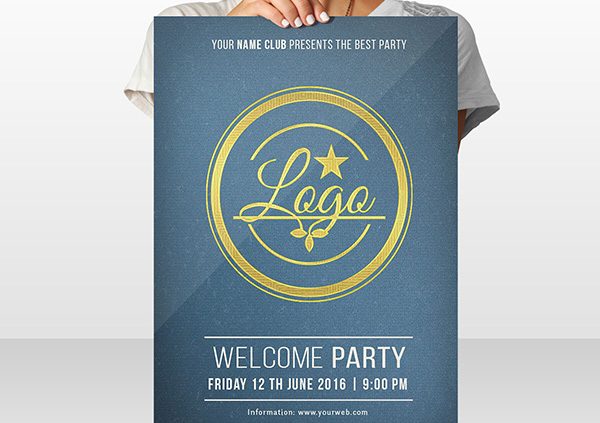 YOUR NAME CLUB PRESENTS THE BEST PARTY
Logo
WELCOME PARTY
FRIDAY 12 TH JUNE 2016 | 9:00 PM
Information: www.yourweb.com